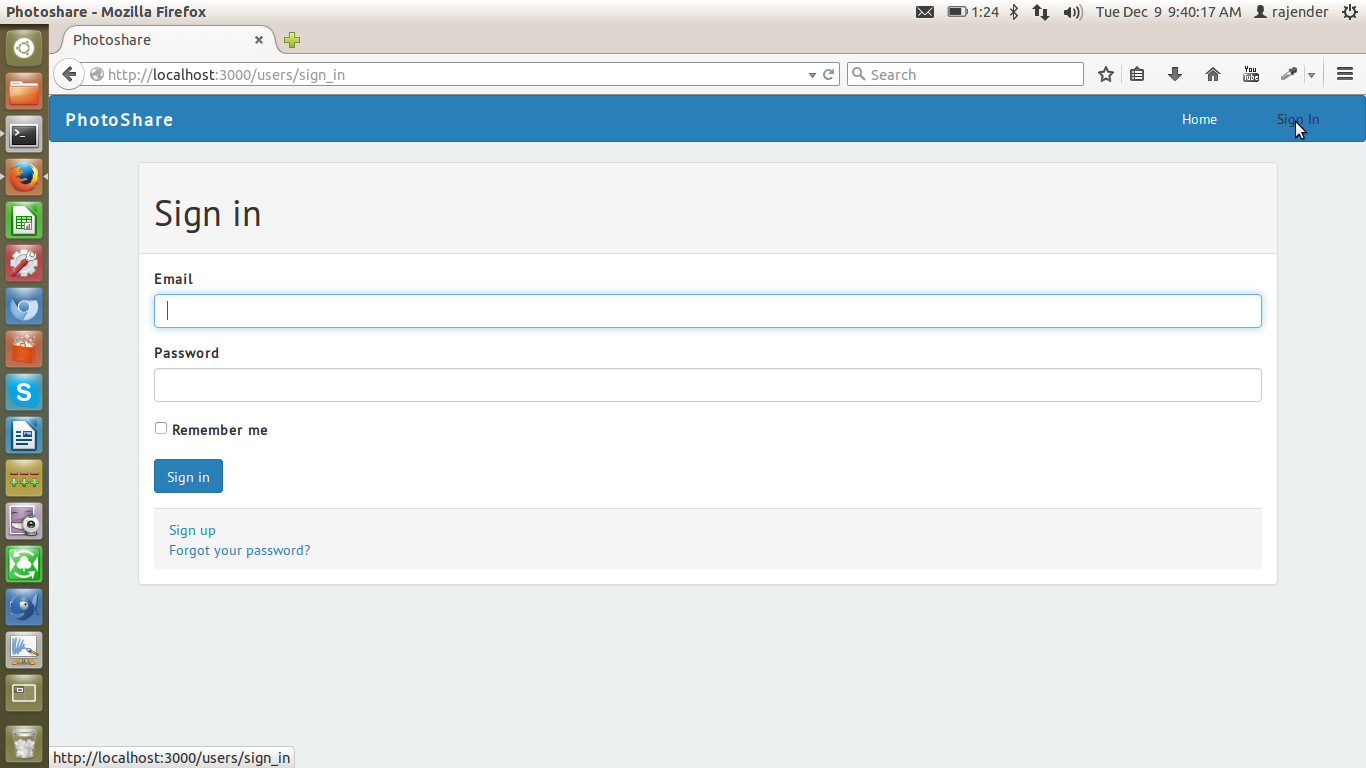 Photoshare - Mozilla Firefox
1:24
Tue Dec 9 9:40:17 AM
rajender
Photoshare
http://localhost:3000/users/sign_in
Search
You Tube
PhotoShare
Home
Sign In
Sign in
Email
Password
Remember me
Sign in
Sign up
Forgot your password?
http://localhost:3000/users/sign_in